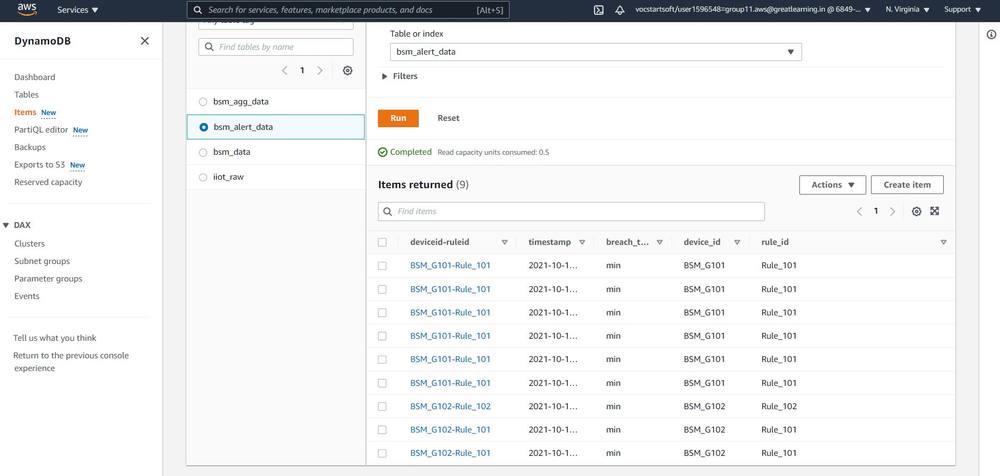 aws
Services
Search for services, features, marketplace products, and docs [Alt+S]
vocstartsoft/user1596548=group11.aws@greatlearning.in @ 6849-...
N. Virginia
Support
DynamoDB
Dashboard
Tables
Items New
PartiQL editor New
Backups
Exports to S3 New
Reserved capacity
DAX
Clusters
Subnet groups
Parameter groups
Events
Tell us what you think
Return to the previous console
experience
Any table tag
Find tables by name
1
bsm_agg_data
bsm_alert_data
bsm_data
iiot_raw
Table or index
bsm_alert_data
Filters
Run Reset
Completed Read capacity units consumed: 0.5
Items returned (9)
Actions Create item
Find items
1
deviceid-ruleid timestamp breach_t... device_id rule_id
BSM_G101-Rule_101 2021-10-1... min BSM_G101 Rule_101
BSM_G101-Rule_101 2021-10-1... min BSM_G101 Rule_101
BSM_G101-Rule_101 2021-10-1... min BSM_G101 Rule_101
BSM_G101-Rule_101 2021-10-1... min BSM_G101 Rule_101
BSM_G101-Rule_101 2021-10-1... min BSM_G101 Rule_101
BSM_G101-Rule_101 2021-10-1... min BSM_G101 Rule_101
BSM_G102-Rule_102 2021-10-1... min BSM_G102 Rule_102
BSM_G102-Rule_101 2021-10-1... min BSM_G102 Rule_101
BSM_G102-Rule_101 2021-10-1... min BSM_G102 Rule_101